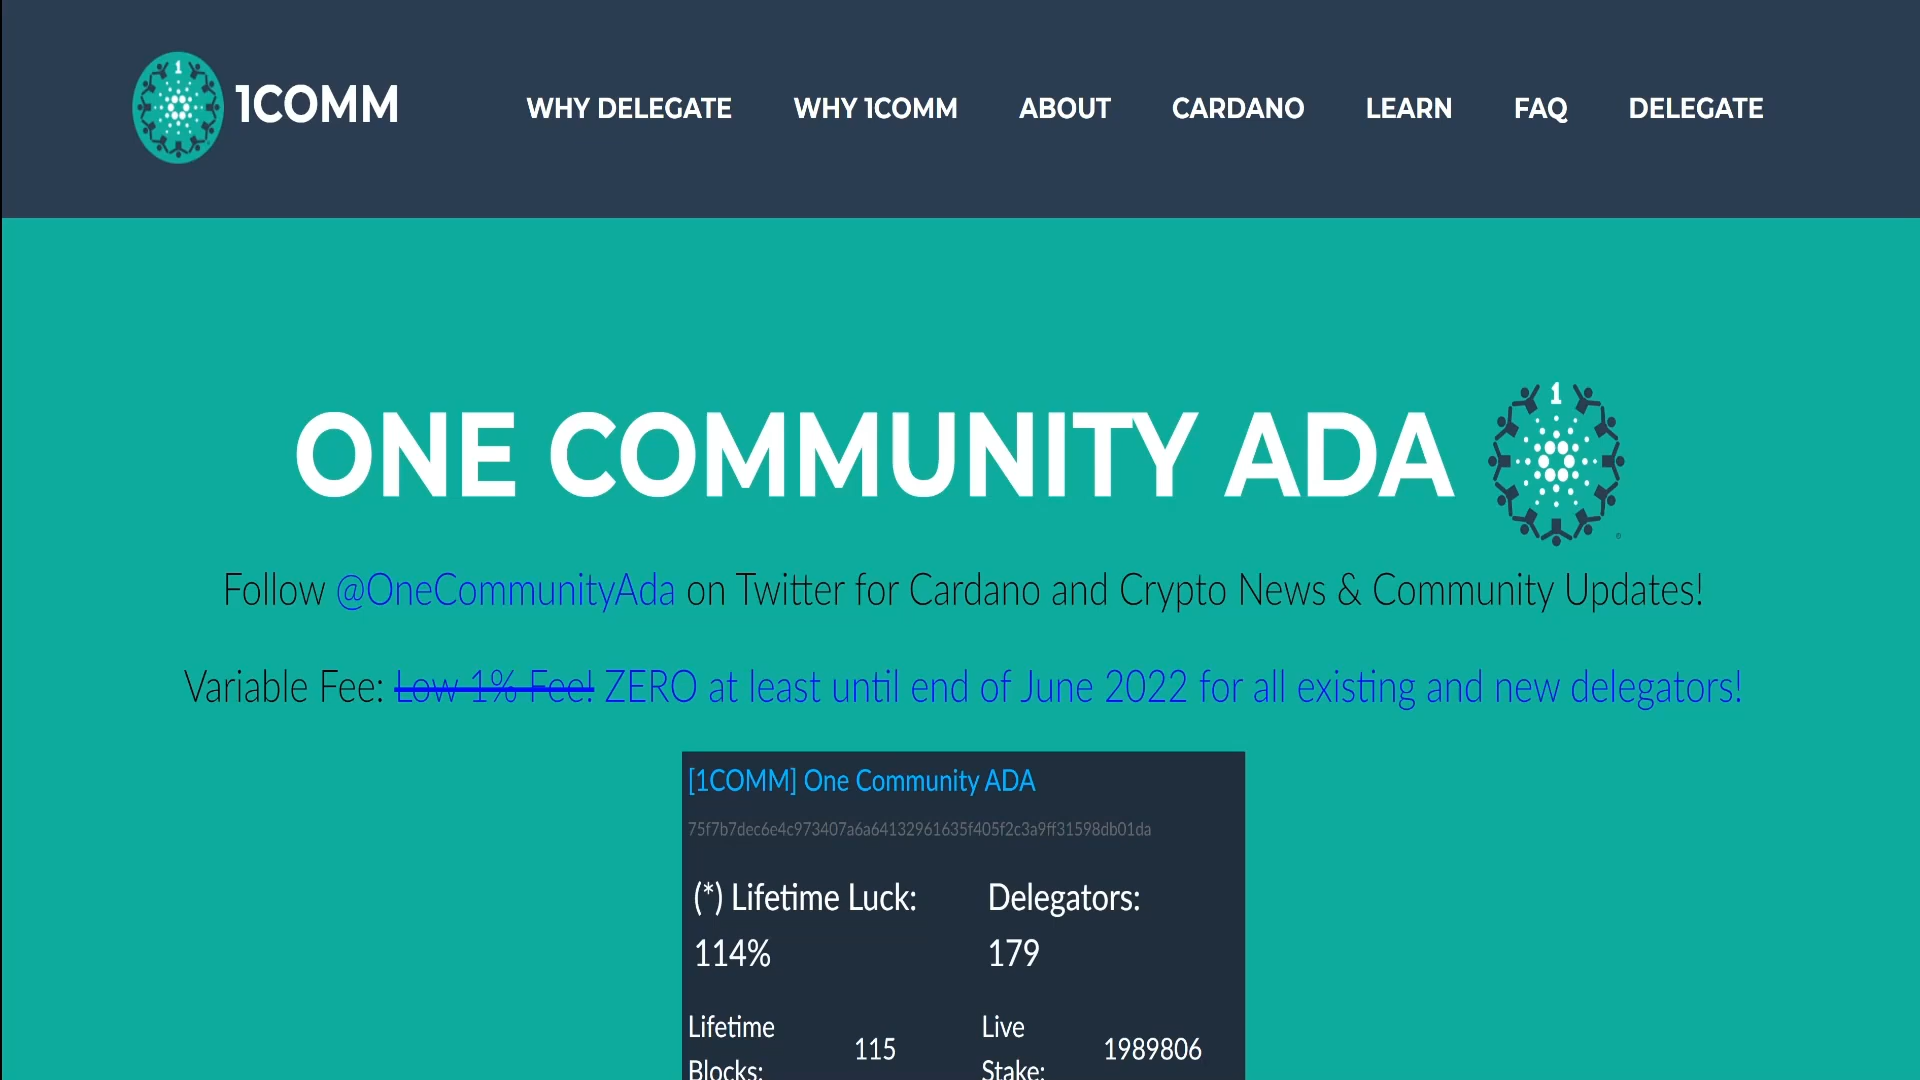 1
1COMM
WHY DELEGATE
WHY 1COMM
ABOUT
CARDANO
LEARN
FAQ
DELEGATE
ONE COMMUNITY ADA
1
Follow @OneCommunityAda on Twitter for Cardano and Crypto News & Community Updates!
Variable Fee: Low 1% Fee! ZERO at least until end of June 2022 for all existing and new delegators!
[1COMM] One Community ADA
75f7b7dec6e4c973407a6a64132961635f405f2c3a9ff31598db01da
(*) Lifetime Luck:
114%
Delegators:
179
Lifetime
Blocks:
115
Live
Stake:
1989806